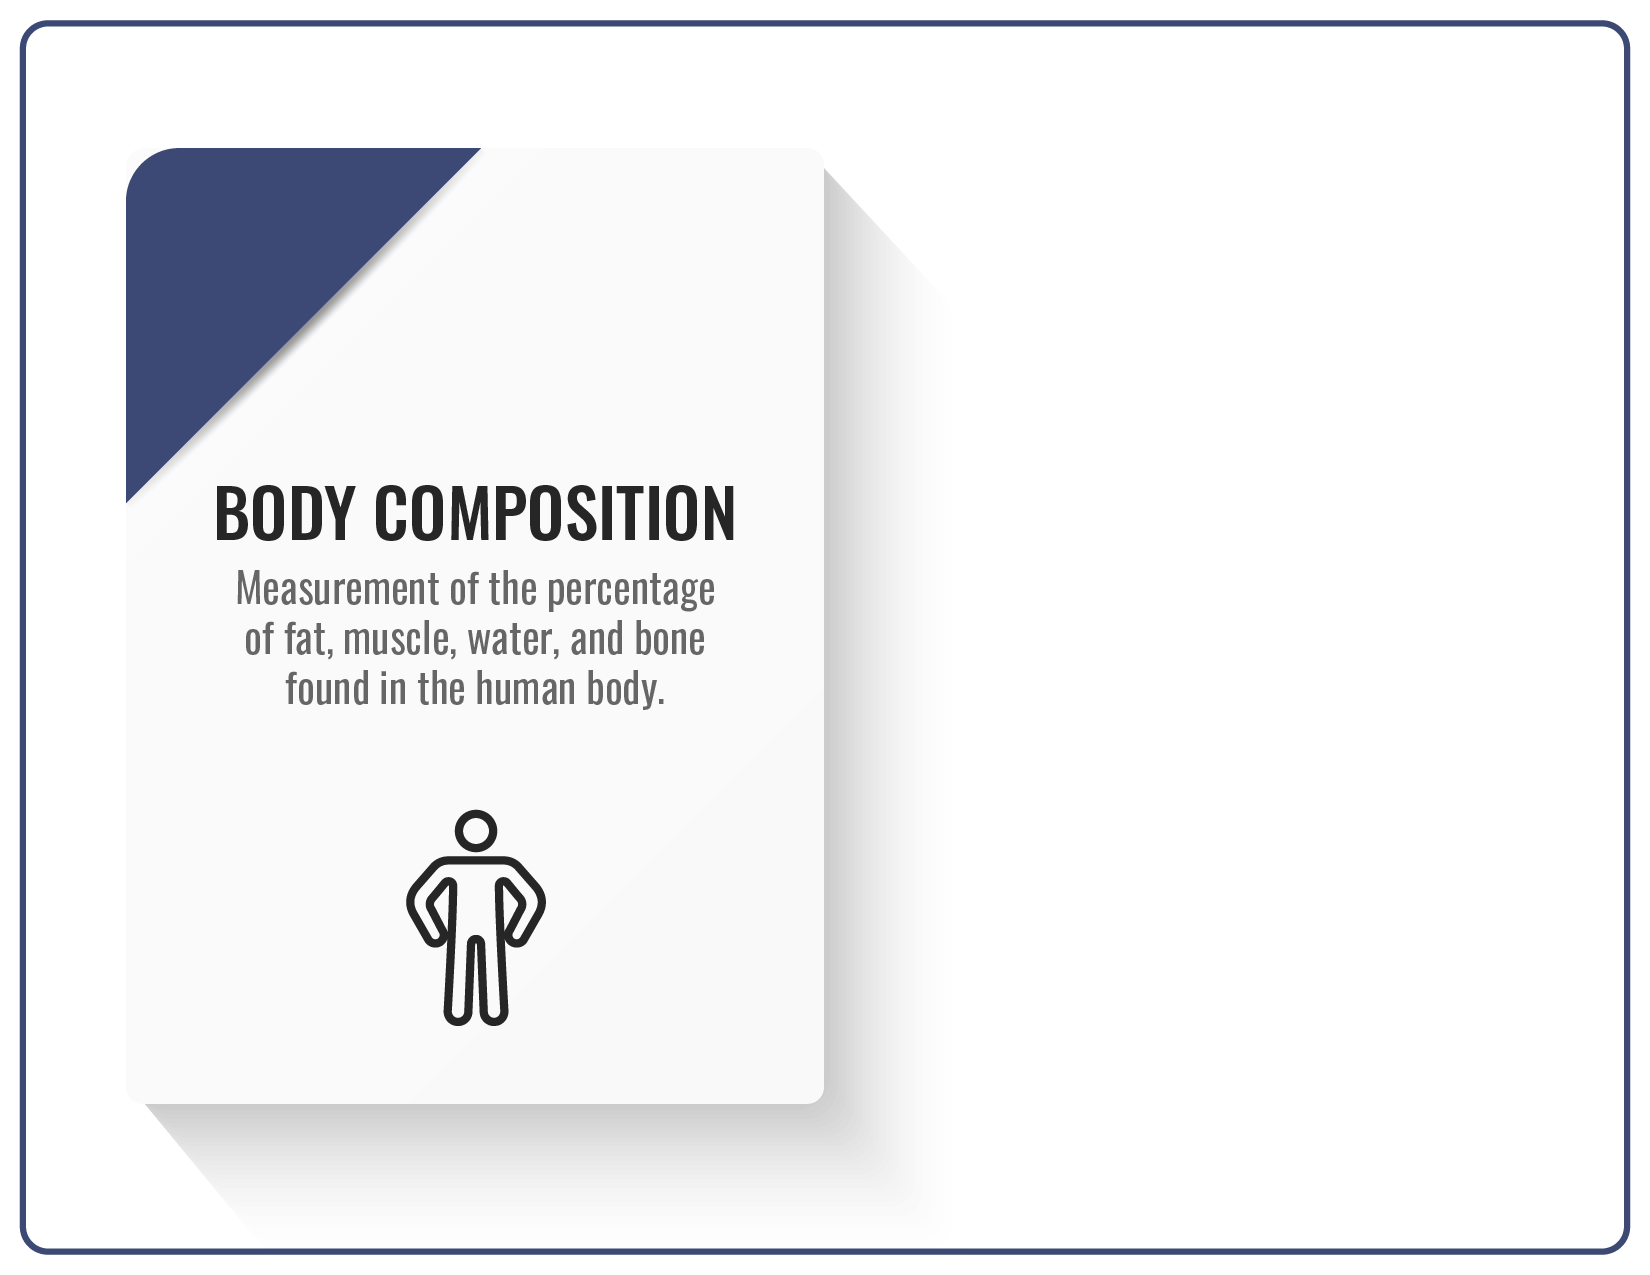 BODY COMPOSITION
Measurement of the percentage
of fat, muscle, water, and bone
found in the human body.